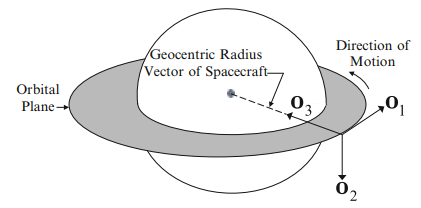 Geocentric Radius
Vector of Spacecraft
Direction of
Motion
Orbital
Plane
O3
O1
O2